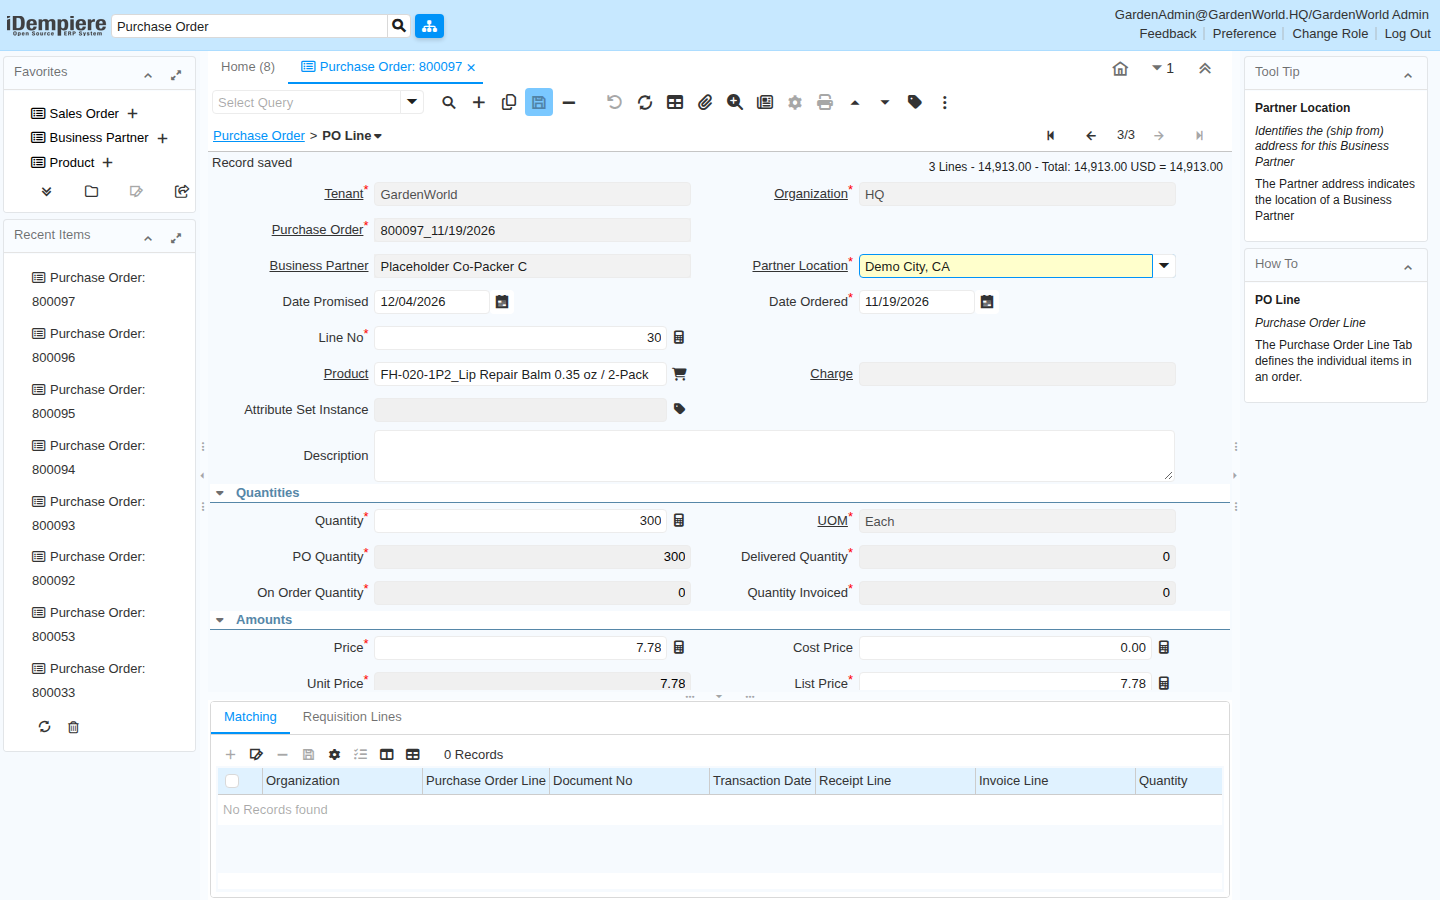 iDempiere
Open Source ERP System
Purchase Order
GardenAdmin@GardenWorld.HQ/GardenWorld Admin
Feedback Preference Change Role Log Out
Favorites
Sales Order
Business Partner
Product
Recent Items
Purchase Order:
800097
Purchase Order:
800096
Purchase Order:
800095
Purchase Order:
800094
Purchase Order:
800093
Purchase Order:
800092
Purchase Order:
800053
Purchase Order:
800033
Home (8) Purchase Order: 800097
1
Select Query
Purchase Order > PO Line
3/3
Record saved
3 Lines - 14,913.00 - Total: 14,913.00 USD = 14,913.00
Tenant* GardenWorld Organization* HQ
Purchase Order* 800097_11/19/2026
Business Partner Placeholder Co-Packer C Partner Location* Demo City, CA
Date Promised 12/04/2026 Date Ordered* 11/19/2026
Line No* 30
Product FH-020-1P2_Lip Repair Balm 0.35 oz / 2-Pack Charge
Attribute Set Instance
Description
Quantities
Quantity* 300 UOM* Each
PO Quantity* 300 Delivered Quantity* 0
On Order Quantity* 0 Quantity Invoiced* 0
Amounts
Price* 7.78 Cost Price 0.00
Unit Price* 7.78 List Price* 7.78
Matching Requisition Lines
0 Records
Organization Purchase Order Line Document No Transaction Date Receipt Line Invoice Line Quantity
No Records found
Tool Tip
Partner Location
Identifies the (ship from)
address for this Business
Partner
The Partner address indicates
the location of a Business
Partner
How To
PO Line
Purchase Order Line
The Purchase Order Line Tab
defines the individual items in
an order.